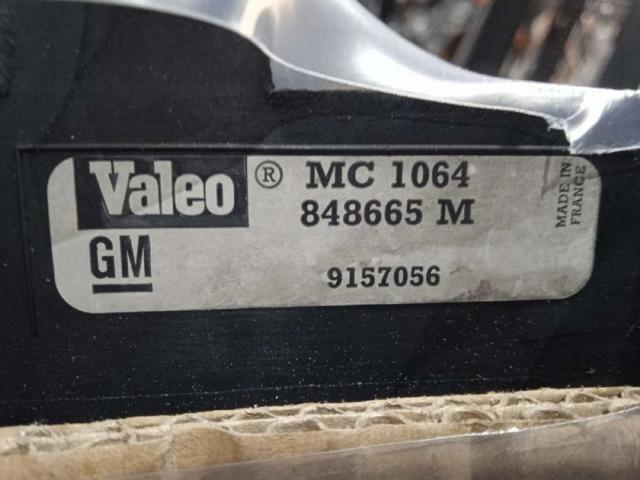 Valeo ® MC 1064
848665 M
GM
9157056
MADE IN
FRANCE